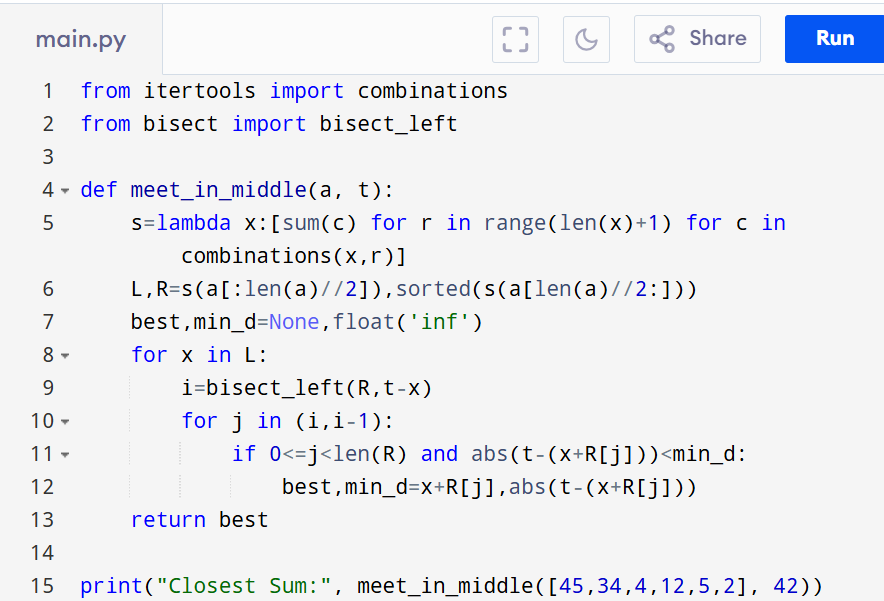 main.py
Share
Run
1 from itertools import combinations
2 from bisect import bisect_left
3
4 def meet_in_middle(a, t):
5 s=lambda x:[sum(c) for r in range(len(x)+1) for c in
combinations(x,r)]
6 L,R=s(a[:len(a)//2]),sorted(s(a[len(a)//2:]))
7 best,min_d=None,float('inf')
8 for x in L:
9 i=bisect_left(R,t-x)
10 for j in (i,i-1):
11 if 0<=j<len(R) and abs(t-(x+R[j]))<min_d:
12 best,min_d=x+R[j],abs(t-(x+R[j]))
13 return best
14
15 print("Closest Sum:", meet_in_middle([45,34,4,12,5,2], 42))